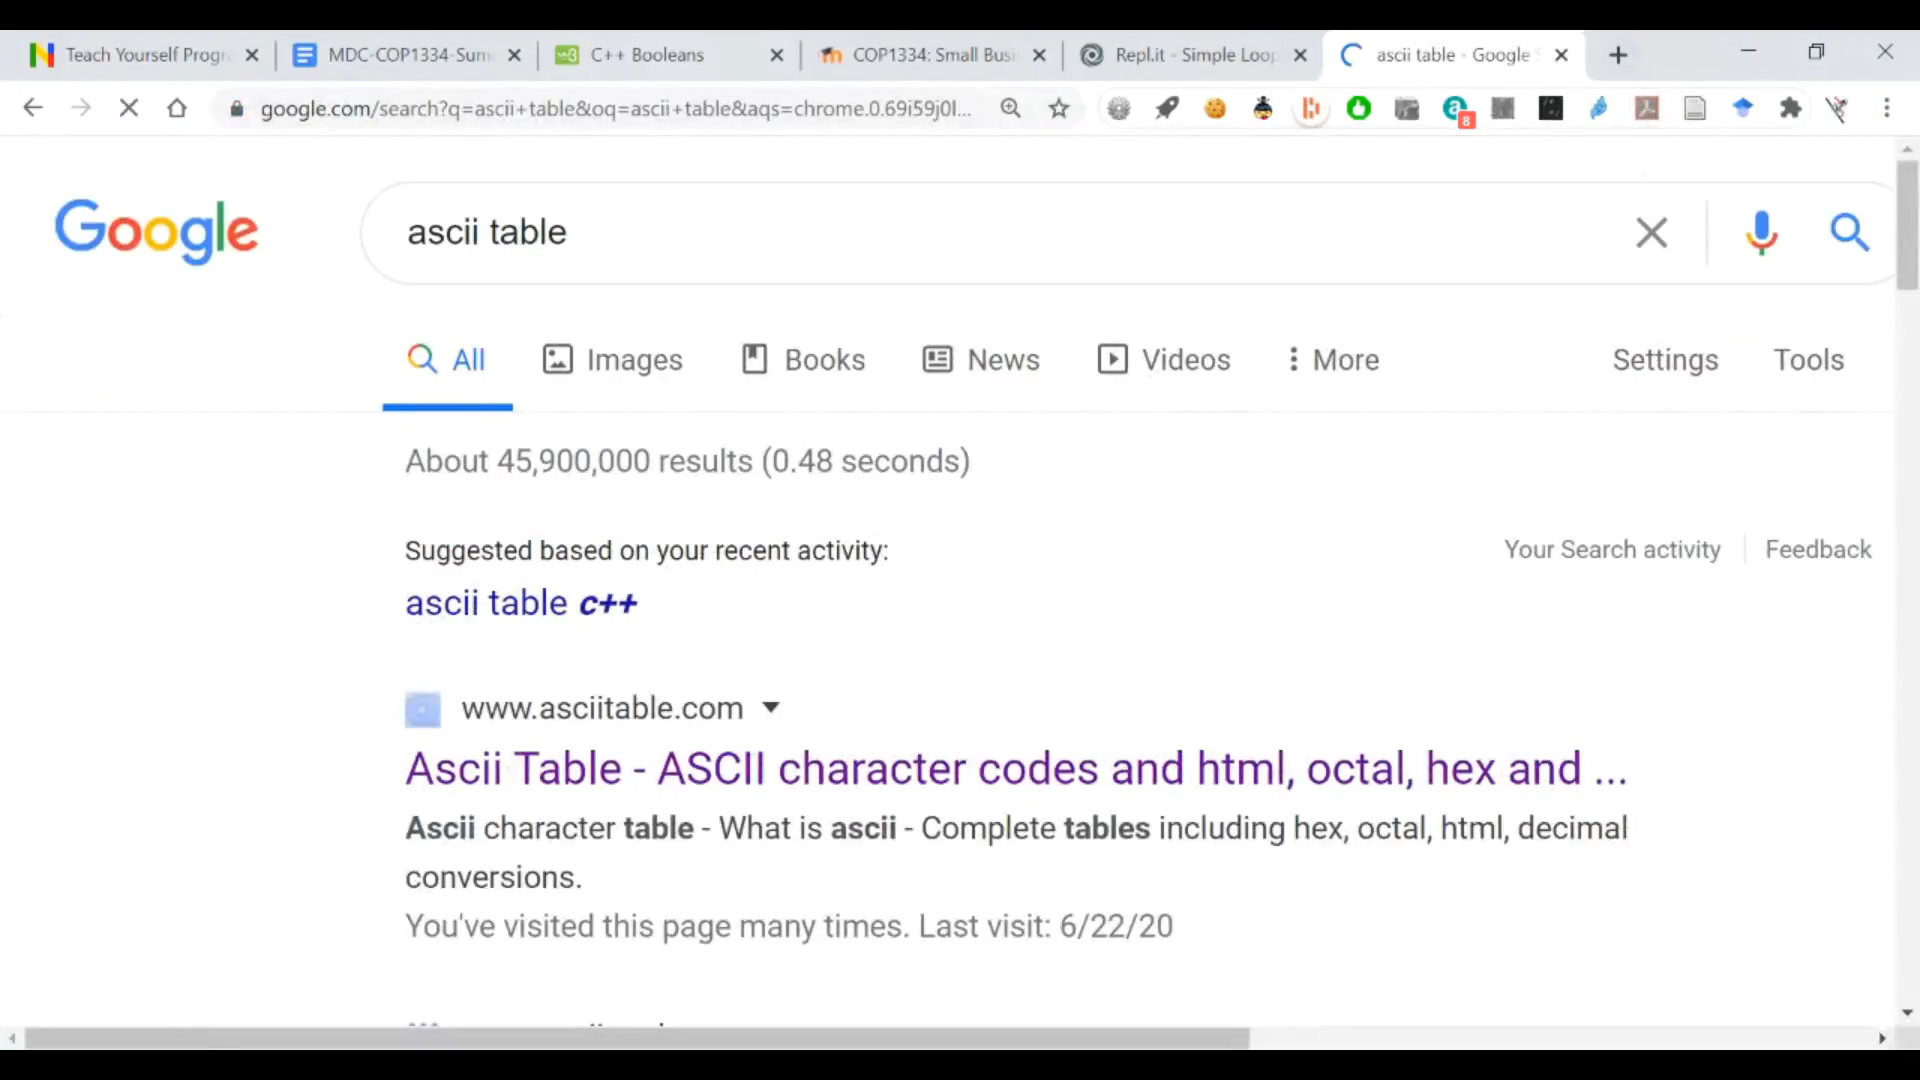 Teach Yourself Progr
MDC-COP1334-Sum
C++ Booleans
COP1334: Small Busi
Repl.it - Simple Loop
ascii table - Google
google.com/search?q=ascii+table&oq=ascii+table&aqs=chrome.0.69i59j0l...
8
Google
ascii table
All
Images
Books
News
Videos
More
Settings
Tools
About 45,900,000 results (0.48 seconds)
Suggested based on your recent activity:
Your Search activity
Feedback
ascii table c++
www.asciitable.com
Ascii Table - ASCII character codes and html, octal, hex and ...
Ascii character table - What is ascii - Complete tables including hex, octal, html, decimal
conversions.
You've visited this page many times. Last visit: 6/22/20